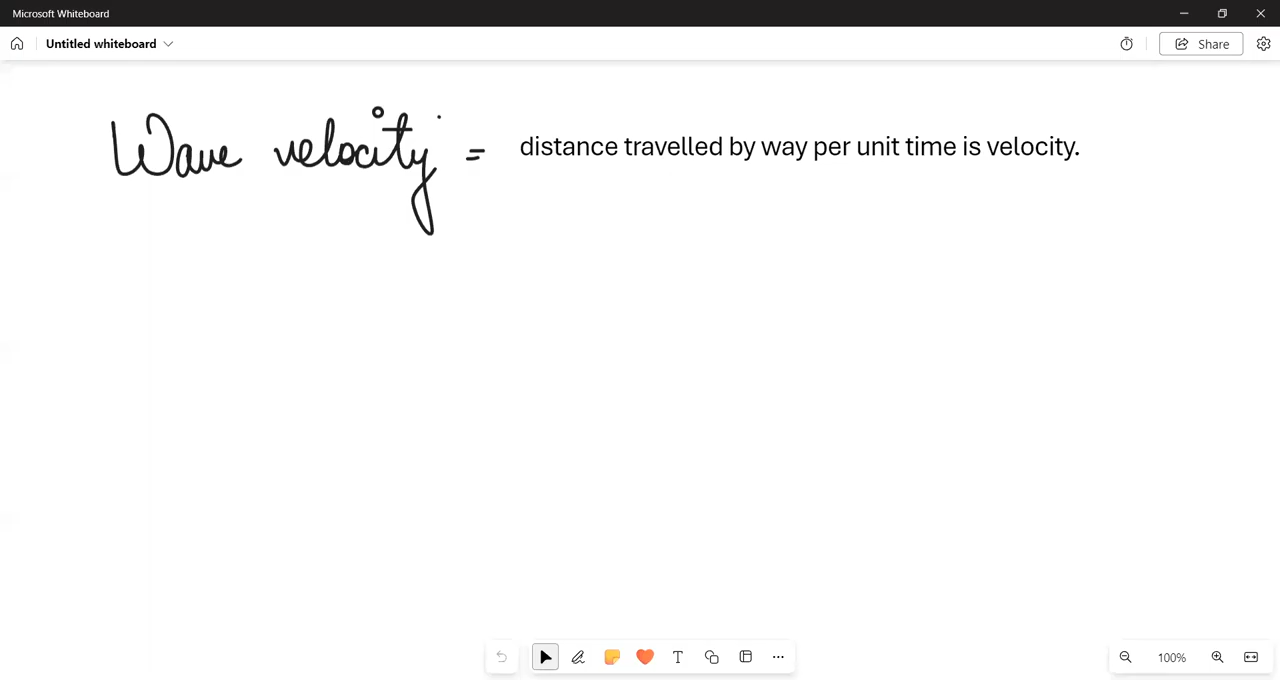 Microsoft Whiteboard
Untitled whiteboard
Share
Wave velocity = distance travelled by way per unit time is velocity.
T
100%